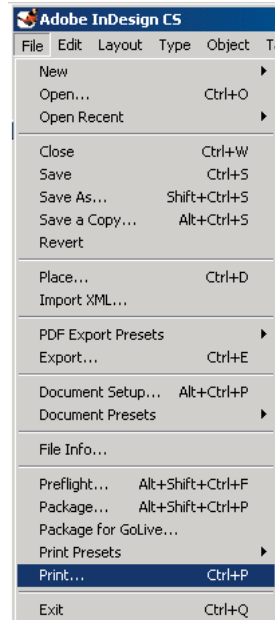 Adobe InDesign CS
File Edit Layout Type Object
New
Open... Ctrl+O
Open Recent
Close Ctrl+W
Save Ctrl+S
Save As... Shift+Ctrl+S
Save a Copy... Alt+Ctrl+S
Revert
Place... Ctrl+D
Import XML...
PDF Export Presets
Export... Ctrl+E
Document Setup... Alt+Ctrl+P
Document Presets
File Info...
Preflight... Alt+Shift+Ctrl+F
Package... Alt+Shift+Ctrl+P
Package for GoLive...
Print Presets
Print... Ctrl+P
Exit Ctrl+Q